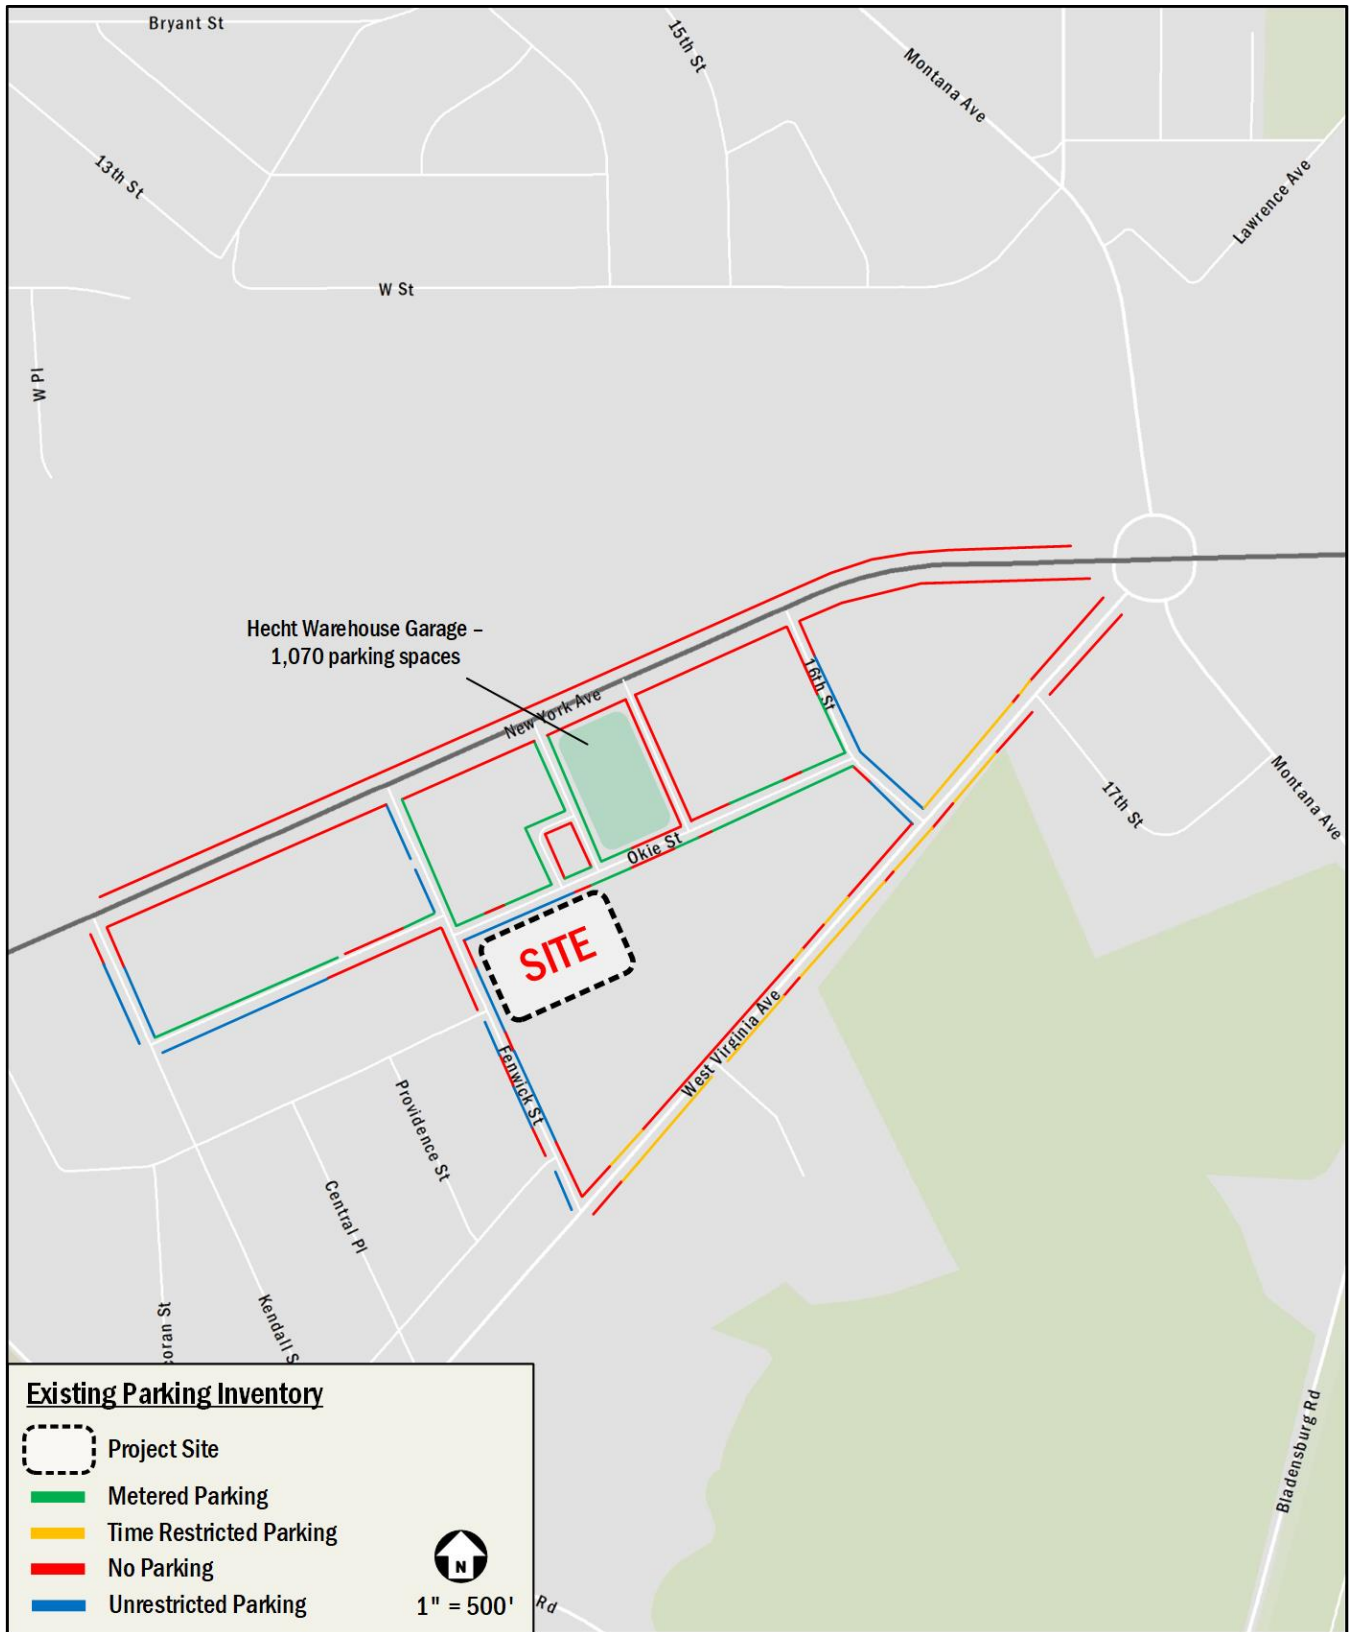 Bryant St
15th St
Montana Ave
13th St
Lawrence Ave
W St
W Pl
Hecht Warehouse Garage –
1,070 parking spaces
New York Ave
16th St
Okie St
17th St
Montana Ave
SITE
West Virginia Ave
Fenwick St
Providence St
Central Pl
Kendall S
oran St
Bladensburg Rd
Existing Parking Inventory
Project Site
Metered Parking
Time Restricted Parking
No Parking
Unrestricted Parking
N
1" = 500'
Rd